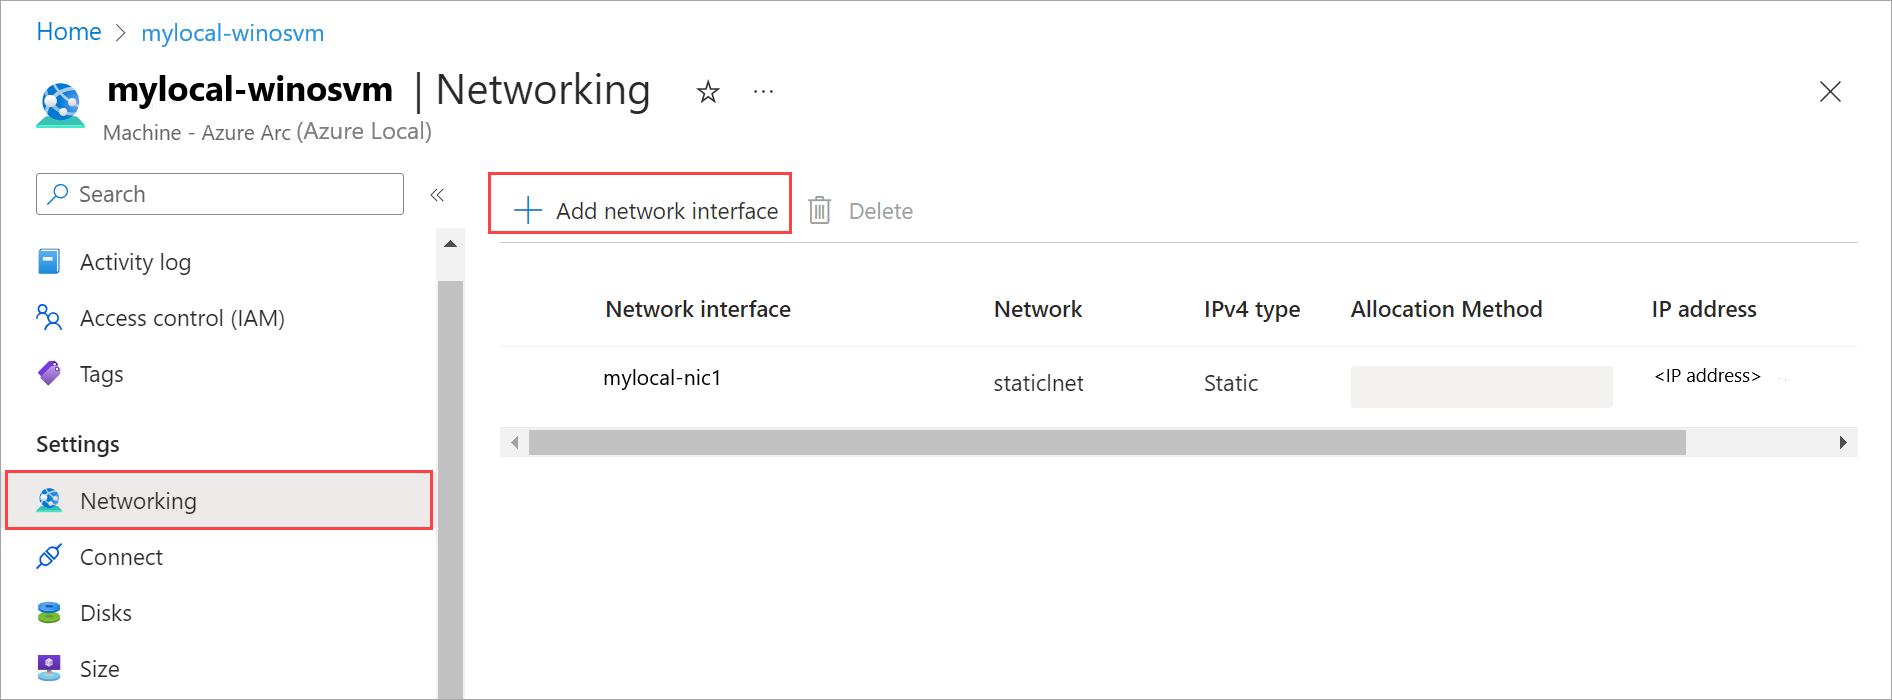 Home > mylocal-winosvm
mylocal-winosvm | Networking
Machine - Azure Arc (Azure Local)
Search
Activity log
Access control (IAM)
Tags
Settings
Networking
Connect
Disks
Size
Add network interface
Delete
Network interface Network IPv4 type Allocation Method IP address
mylocal-nic1 staticlnet Static <IP address>